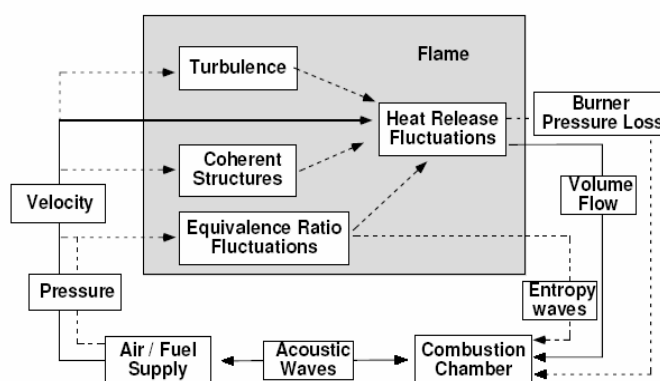 Flame
Turbulence
Heat Release
Fluctuations
Burner
Pressure Loss
Coherent
Structures
Volume
Flow
Velocity
Equivalence Ratio
Fluctuations
Pressure
Entropy
waves
Air / Fuel
Supply
Acoustic
Waves
Combustion
Chamber